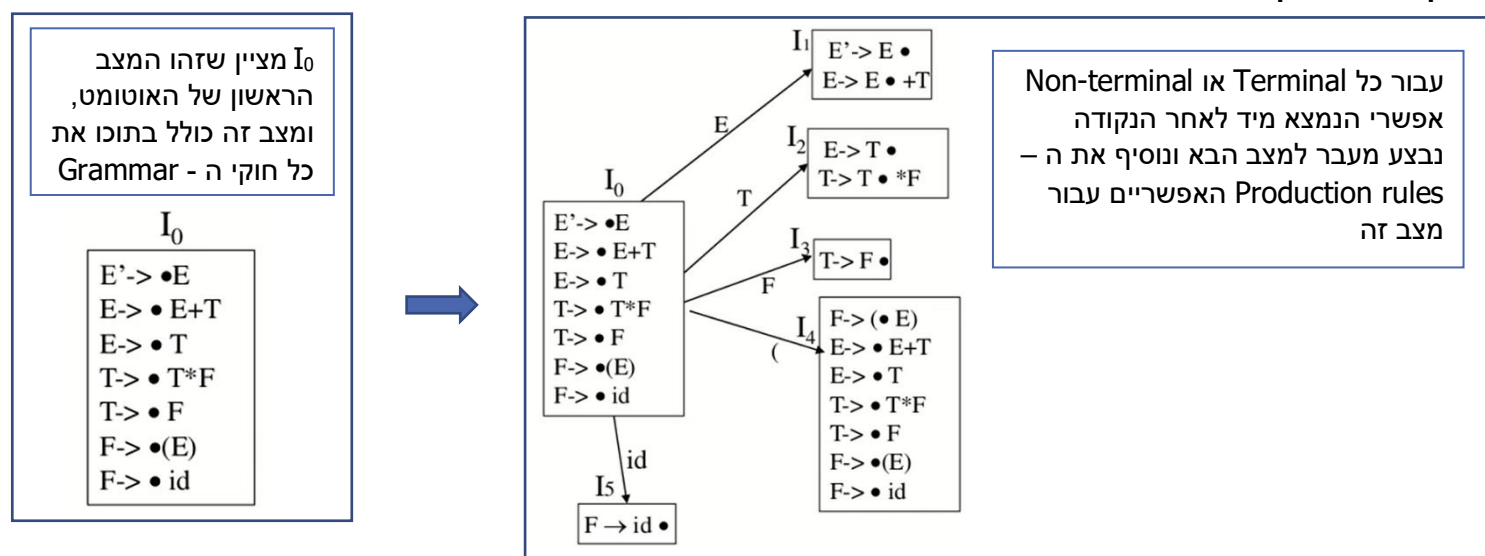 I₀ מציין שזהו המצב
הראשון של האוטומט,
ומצב זה כולל בתוכו את
כל חוקי ה - Grammar
I₀
E'-> •E
E-> • E+T
E-> • T
T-> • T*F
T-> • F
F-> •(E)
F-> • id
I₀
E'-> •E
E-> • E+T
E-> • T
T-> • T*F
T-> • F
F-> •(E)
F-> • id
E
I₁
E'-> E •
E-> E • +T
T
I₂
E-> T •
T-> T • *F
F
I₃
T-> F •
(
I₄
F-> (• E)
E-> • E+T
E-> • T
T-> • T*F
T-> • F
F-> •(E)
F-> • id
id
I5
F → id •
עבור כל Terminal או Non-terminal
אפשרי הנמצא מיד לאחר הנקודה
נבצע מעבר למצב הבא ונוסיף את ה –
Production rules האפשריים עבור
מצב זה